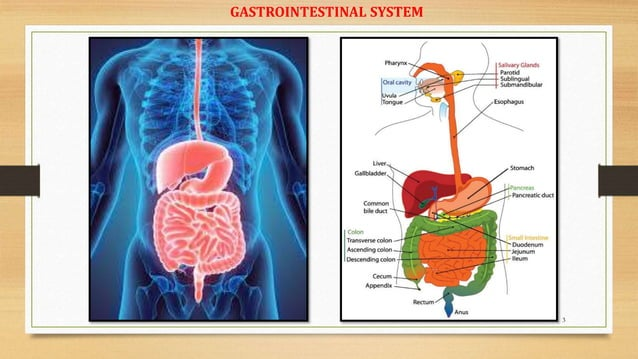 GASTROINTESTINAL SYSTEM
Pharynx
Salivary Glands
Parotid
Sublingual
Submandibular
Oral cavity
Uvula
Tongue
Esophagus
Liver
Gallbladder
Stomach
Pancreas
Pancreatic duct
Common
bile duct
Colon
Transverse colon
Ascending colon
Descending colon
Small Intestine
Duodenum
Jejunum
Ileum
Cecum
Appendix
Rectum
Anus
3